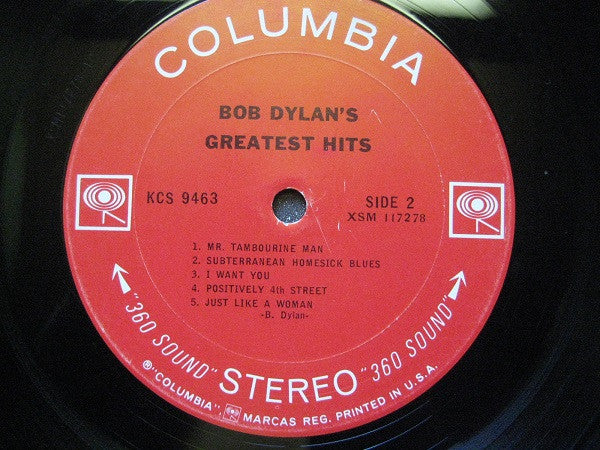 COLUMBIA
BOB DYLAN'S
GREATEST HITS
KCS 9463
SIDE 2
XSM 117278
1. MR. TAMBOURINE MAN
2. SUBTERRANEAN HOMESICK BLUES
3. I WANT YOU
4. POSITIVELY 4th STREET
5. JUST LIKE A WOMAN
-B. Dylan-
"360 SOUND" STEREO "360 SOUND"
®"COLUMBIA", MARCAS REG. PRINTED IN U.S.A.